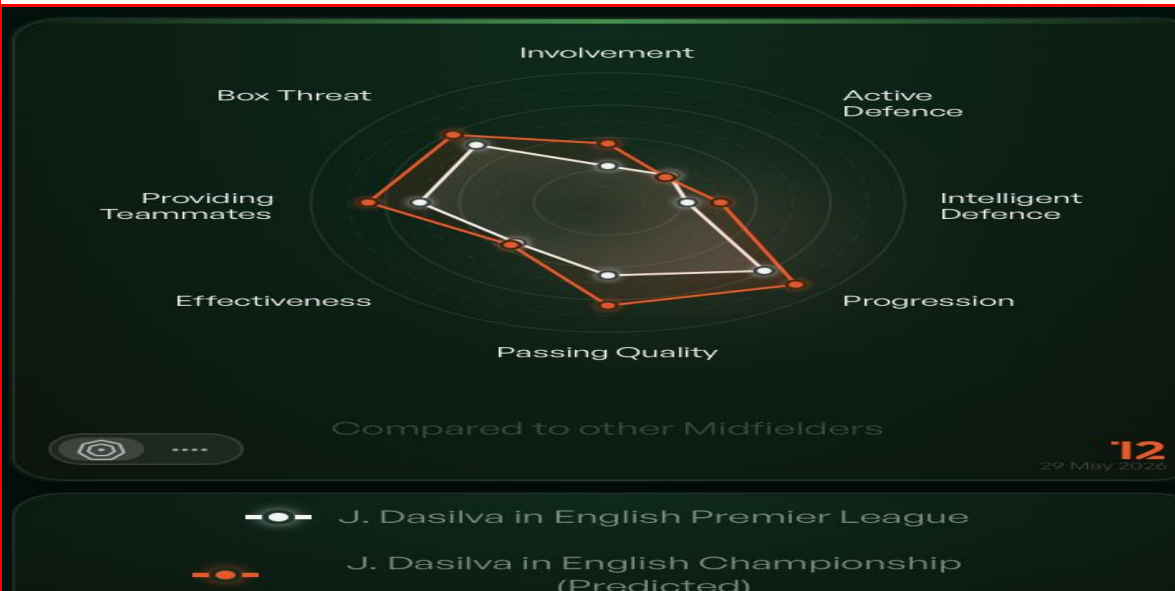 Involvement
Box Threat
Active
Defence
Providing
Teammates
Intelligent
Defence
Effectiveness
Progression
Passing Quality
Compared to other Midfielders
12
29 May 2026
J. Dasilva in English Premier League
J. Dasilva in English Championship
(Predicted)